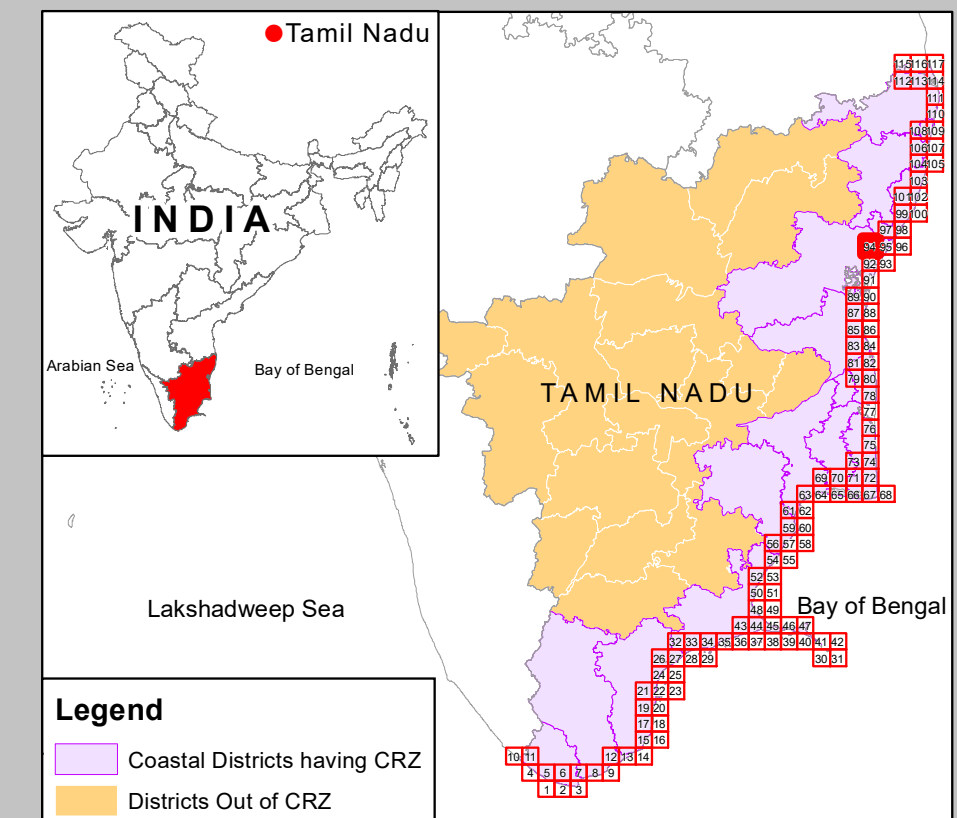 Tamil Nadu
INDIA
Arabian Sea
Bay of Bengal
TAMIL NADU
Lakshadweep Sea
Bay of Bengal
115 116 117
112 113 114
111
110
108 109
106 107
104 105
103
101 102
99 100
97 98
94 95 96
92 93
91
89 90
87 88
85 86
83 84
81 82
79 80
78
77
76
75
73 74
69 70 71 72
63 64 65 66 67 68
61 62
59 60
56 57 58
54 55
52 53
50 51
48 49
43 44 45 46 47
32 33 34 35 36 37 38 39 40 41 42
26 27 28 29 30 31
24 25
21 22 23
19 20
17 18
15 16
10 11 12 13 14
4 5 6 7 8 9
1 2 3
Legend
Coastal Districts having CRZ
Districts Out of CRZ